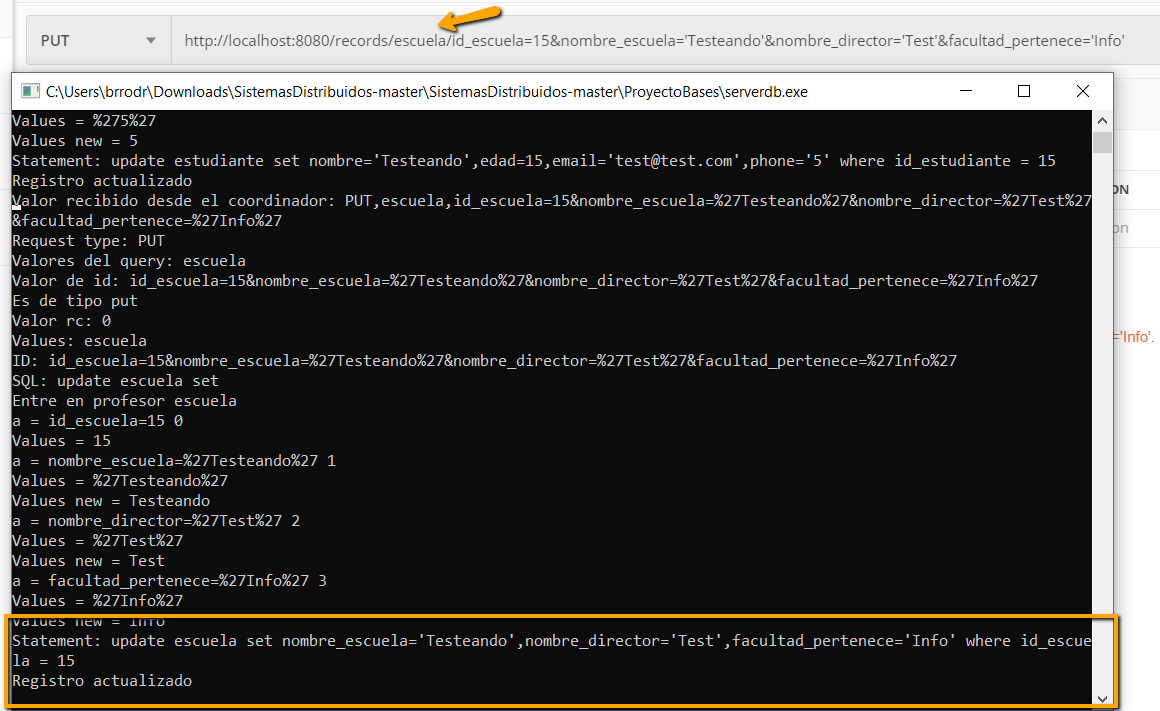 PUT
http://localhost:8080/records/escuela/id_escuela=15&nombre_escuela='Testeando'&nombre_director='Test'&facultad_pertenece='Info'
C:\Users\brrodr\Downloads\SistemasDistribuidos-master\SistemasDistribuidos-master\ProyectoBases\serverdb.exe
Values = %275%27
Values new = 5
Statement: update estudiante set nombre='Testeando',edad=15,email='test@test.com',phone='5' where id_estudiante = 15
Registro actualizado
Valor recibido desde el coordinador: PUT,escuela,id_escuela=15&nombre_escuela=%27Testeando%27&nombre_director=%27Test%27
&facultad_pertenece=%27Info%27
Request type: PUT
Valores del query: escuela
Valor de id: id_escuela=15&nombre_escuela=%27Testeando%27&nombre_director=%27Test%27&facultad_pertenece=%27Info%27
Es de tipo put
Valor rc: 0
Values: escuela
ID: id_escuela=15&nombre_escuela=%27Testeando%27&nombre_director=%27Test%27&facultad_pertenece=%27Info%27
SQL: update escuela set
Entre en profesor escuela
a = id_escuela=15 0
Values = 15
a = nombre_escuela=%27Testeando%27 1
Values = %27Testeando%27
Values new = Testeando
a = nombre_director=%27Test%27 2
Values = %27Test%27
Values new = Test
a = facultad_pertenece=%27Info%27 3
Values = %27Info%27
Values new = Info
Statement: update escuela set nombre_escuela='Testeando',nombre_director='Test',facultad_pertenece='Info' where id_escue
la = 15
Registro actualizado
ON
on
='Info'.